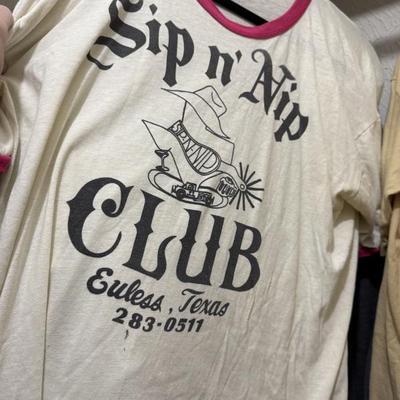 Sip n' Nip
SIP-N-NIP
CLUB
Euless, Texas
283-0511